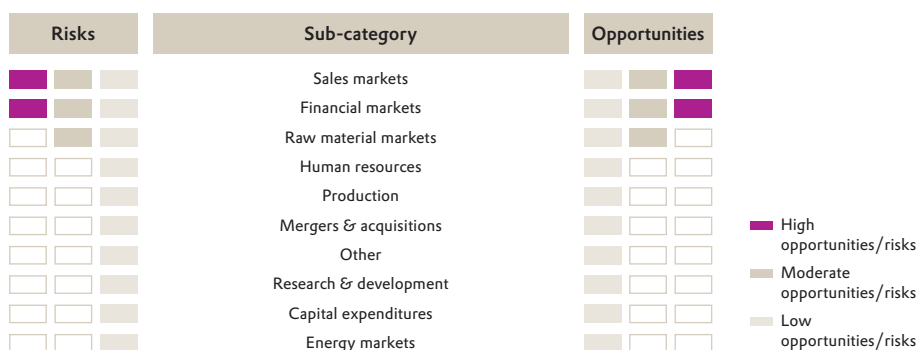 Risks
Sub-category
Opportunities
Sales markets
Financial markets
Raw material markets
Human resources
Production
Mergers & acquisitions
Other
Research & development
Capital expenditures
Energy markets
High
opportunities/risks
Moderate
opportunities/risks
Low
opportunities/risks